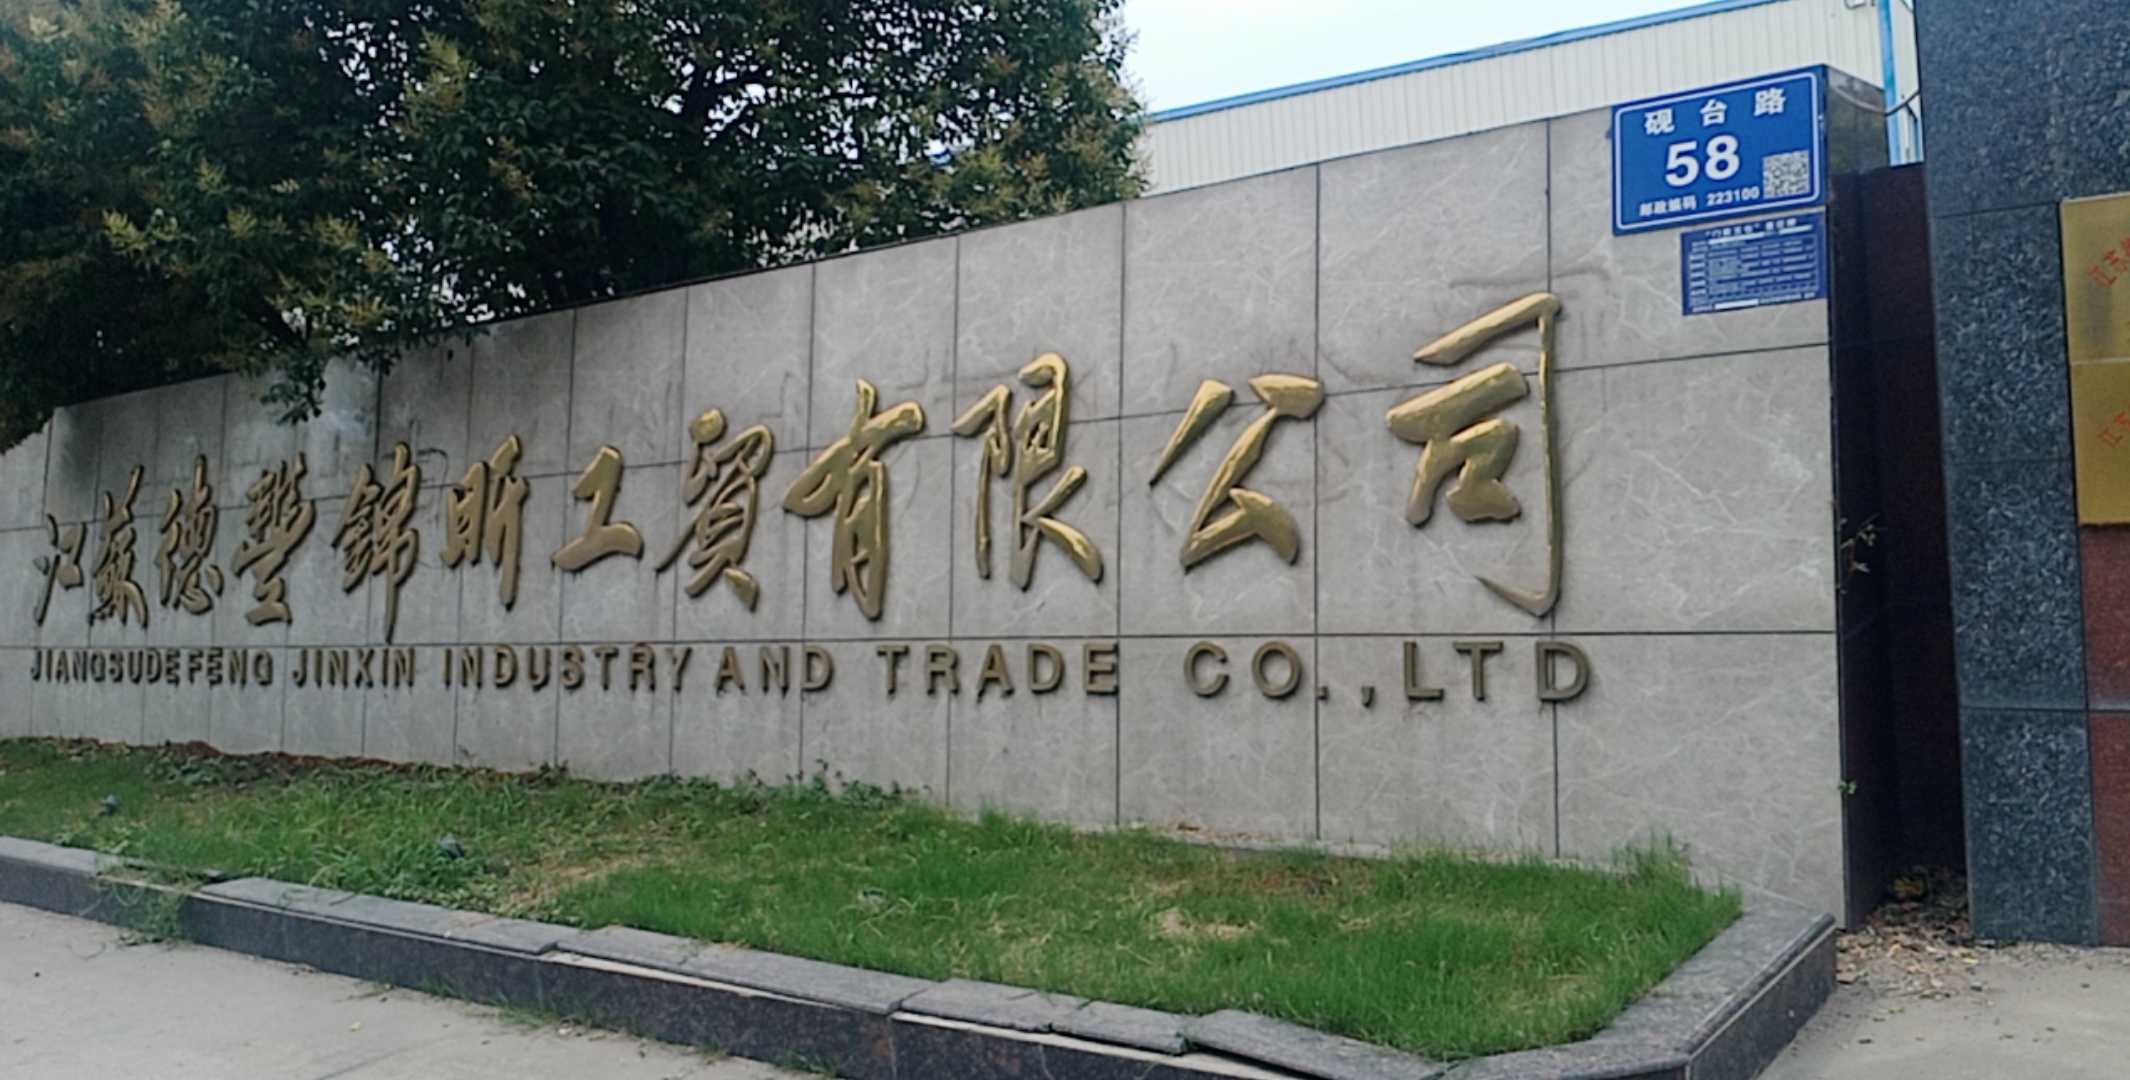 砚台路
58
邮政编码 223100
江蘇德豐錦昕工貿有限公司
JIANGSUDEFENG JINXIN INDUSTRY AND TRADE CO.,LTD